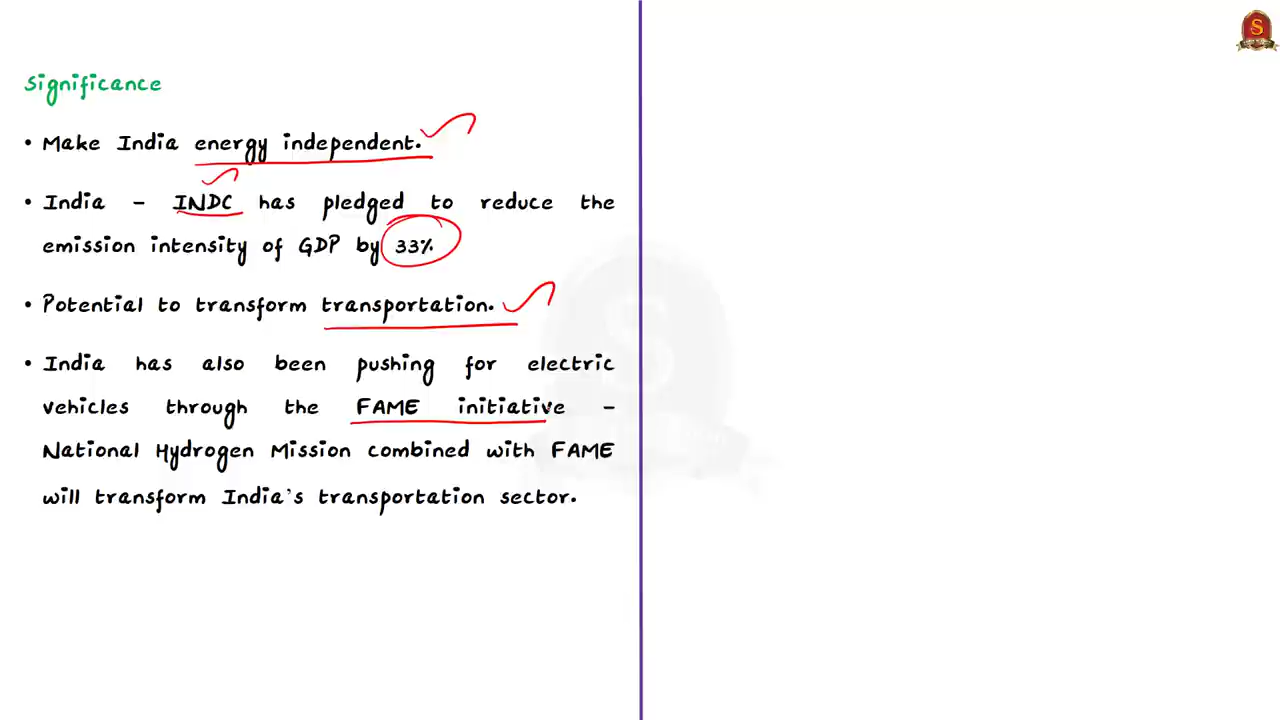 Significance
• Make India energy independent.
• India - INDC has pledged to reduce the
emission intensity of GDP by 33%
• Potential to transform transportation.
• India has also been pushing for electric
vehicles through the FAME initiative -
National Hydrogen Mission combined with FAME
will transform India's transportation sector.
S